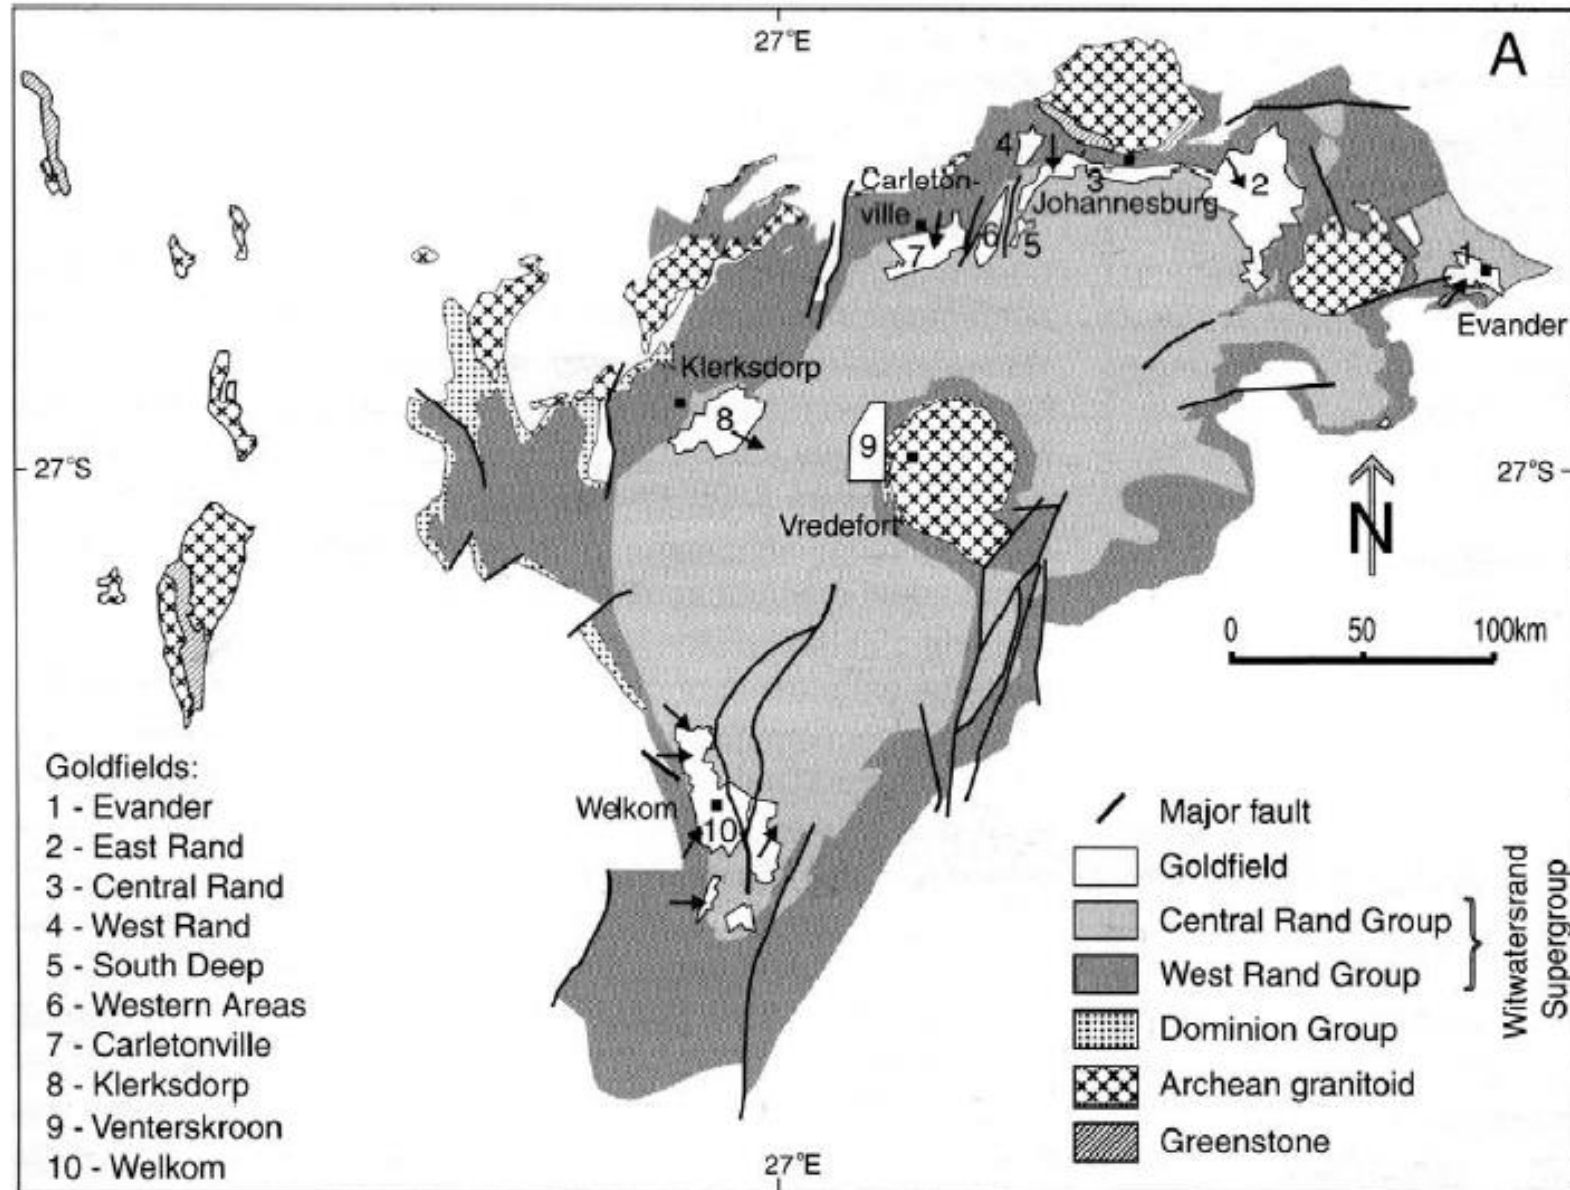 27°E
A
4
Carleton-
ville
3
Johannesburg
2
7
6
5
1
Evander
Klerksdorp
8
9
27°S
27°S
Vredefort
N
0 50 100km
Welkom
10
Goldfields:
1 - Evander
2 - East Rand
3 - Central Rand
4 - West Rand
5 - South Deep
6 - Western Areas
7 - Carletonville
8 - Klerksdorp
9 - Venterskroon
10 - Welkom
Major fault
Goldfield
Central Rand Group
West Rand Group
Witwatersrand
Supergroup
Dominion Group
Archean granitoid
Greenstone
27°E